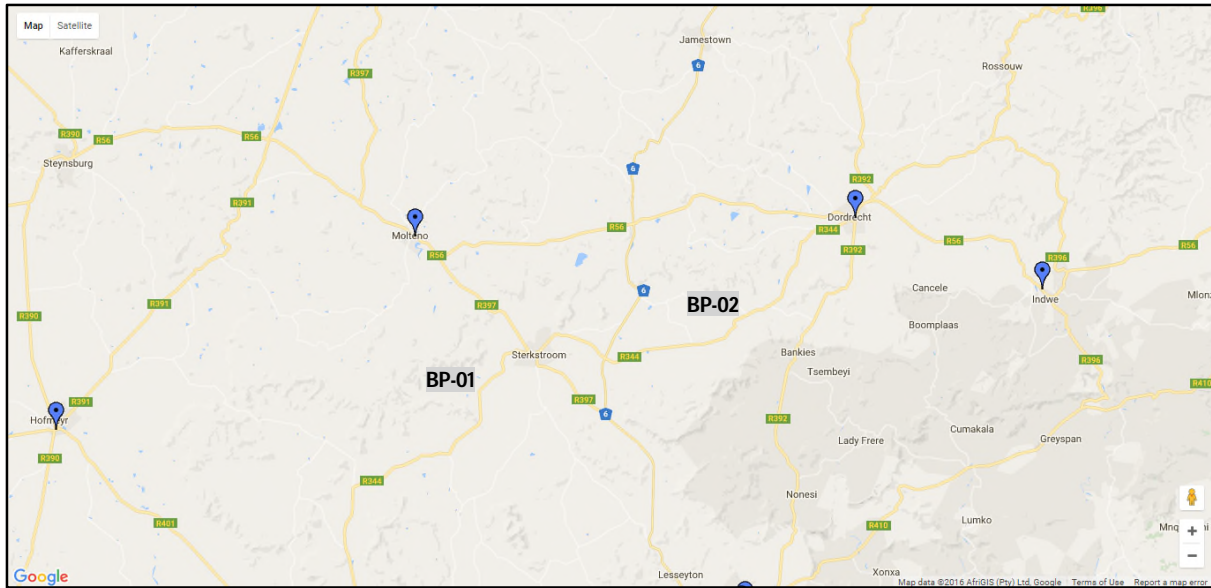 Map Satellite
R396
Kafferskraal
Jamestown
6
Rossouw
R397
R390
R56
R56
Steynsburg
6
R392
R391
Dordrecht
Molteno
R56
R344
R392
R56
R56
R56
R396
Cancele
Indwe
Mlonz
6
BP-02
R391
R397
R390
Boomplaas
Sterkstroom
R344
Bankies
R396
Tsembeyi
BP-01
R410
R391
R397
6
Hofmeyr
R392
Cumakala
Lady Frere
Greyspan
R390
R344
Nonesi
R401
R410
Lumko
Lesseyton
Xonxa
Google
Map data ©2016 AfriGIS (Pty) Ltd, Google Terms of Use Report a map error